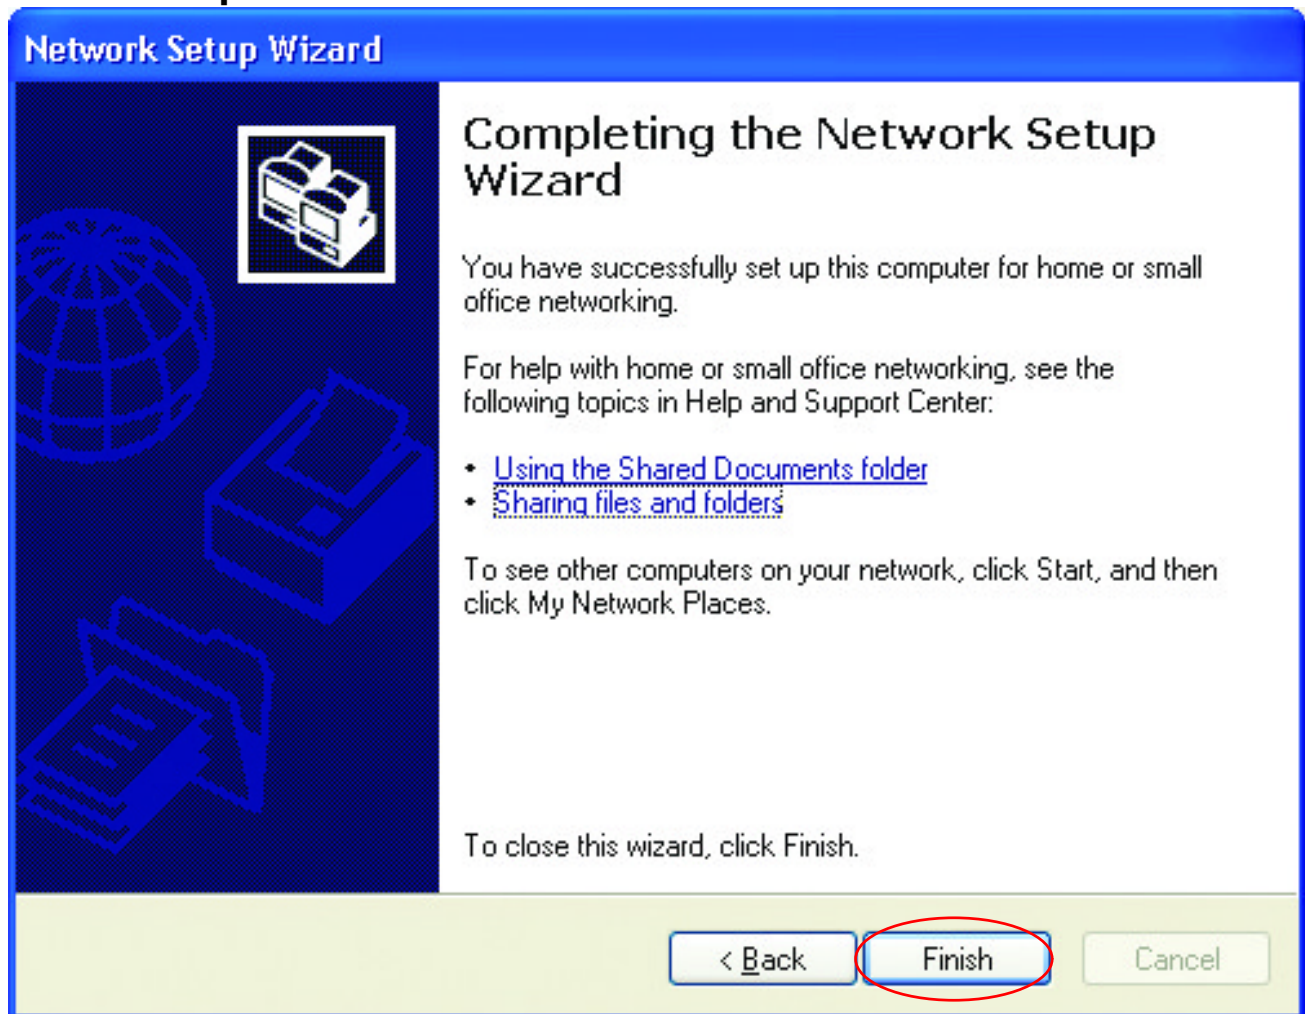 Network Setup Wizard
Completing the Network Setup
Wizard
You have successfully set up this computer for home or small
office networking.
For help with home or small office networking, see the
following topics in Help and Support Center:
• Using the Shared Documents folder
• Sharing files and folders
To see other computers on your network, click Start, and then
click My Network Places.
To close this wizard, click Finish.
< Back
Finish
Cancel